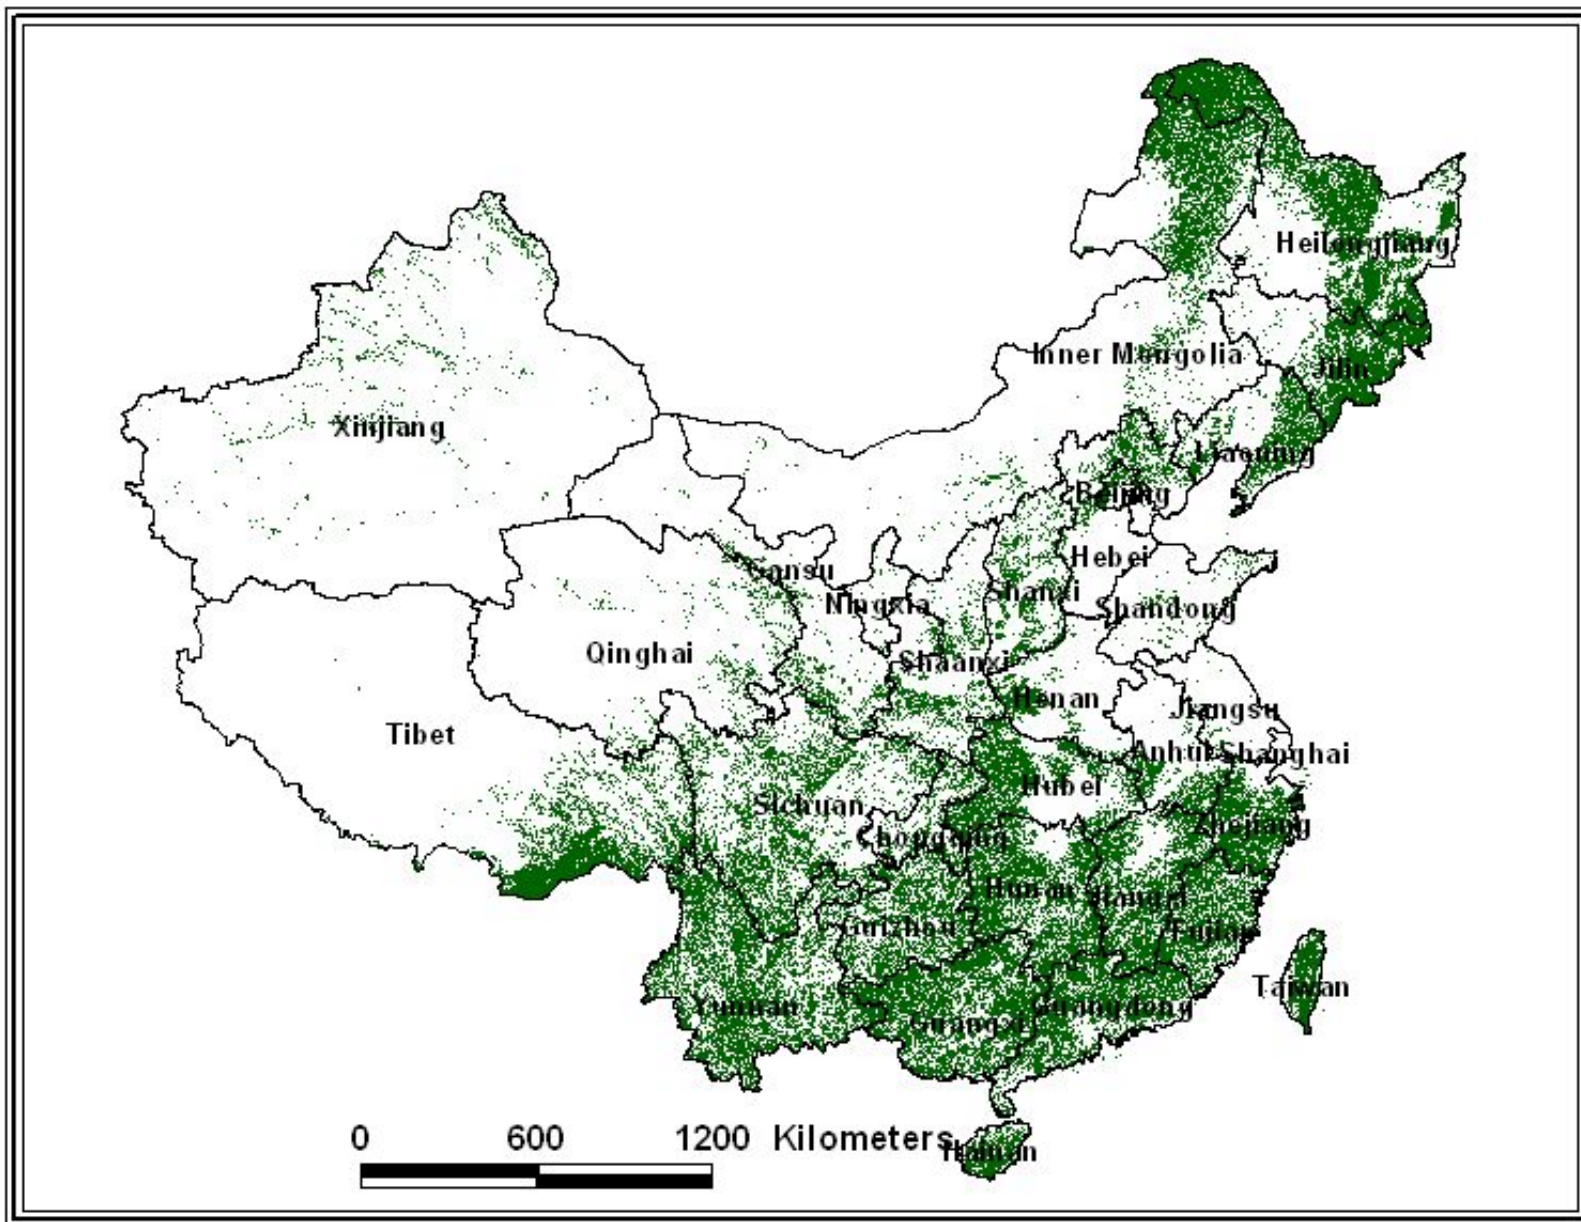 Heilongjiang
Inner Mongolia
Jilin
Xinjiang
Liaoning
Beijing
Hebei
Gansu
Shanxi
Ningxia
Shandong
Qinghai
Shaanxi
Henan
Jiangsu
Tibet
Anhui
Shanghai
Hubei
Sichuan
Zhejiang
Chongqing
Hunan
Jiangxi
Guizhou
Fujian
Taiwan
Yunnan
Guangdong
Guangxi
0 600 1200 Kilometers
Hainan